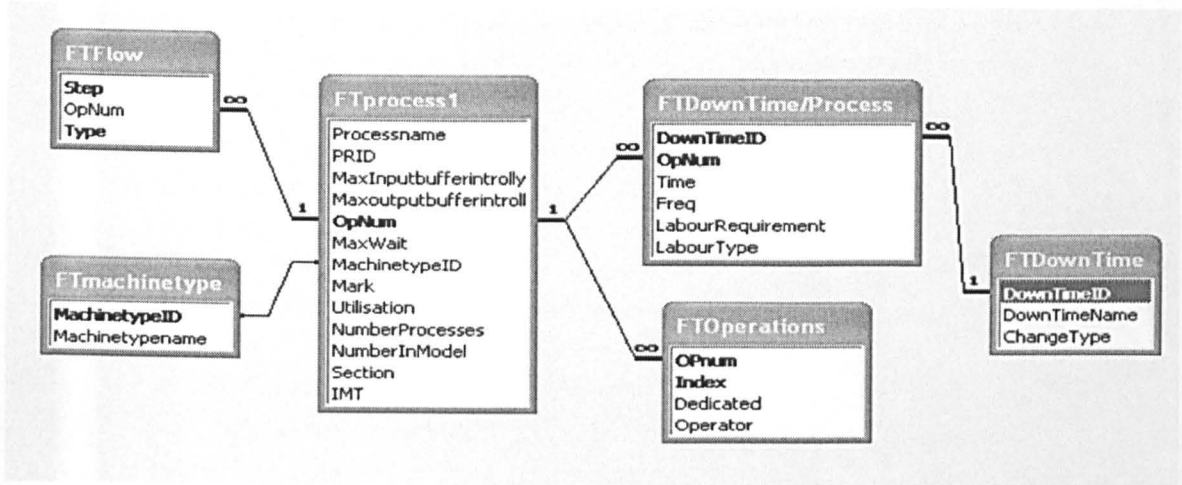 FTFlow
Step
OpNum
Type
FTmachinetype
MachinetypeID
Machinetypename
FTprocess1
Processname
PRID
MaxInputbufferintrolly
Maxoutputbufferintroll
OpNum
MaxWait
MachinetypeID
Mark
Utilisation
NumberProcesses
NumberInModel
Section
IMT
FTDownTime/Process
DownTimeID
OpNum
Time
Freq
LabourRequirement
LabourType
FTOperations
OPnum
Index
Dedicated
Operator
FTDownTime
DownTimeID
DownTimeName
ChangeType
∞
1
1
∞
∞
∞
1